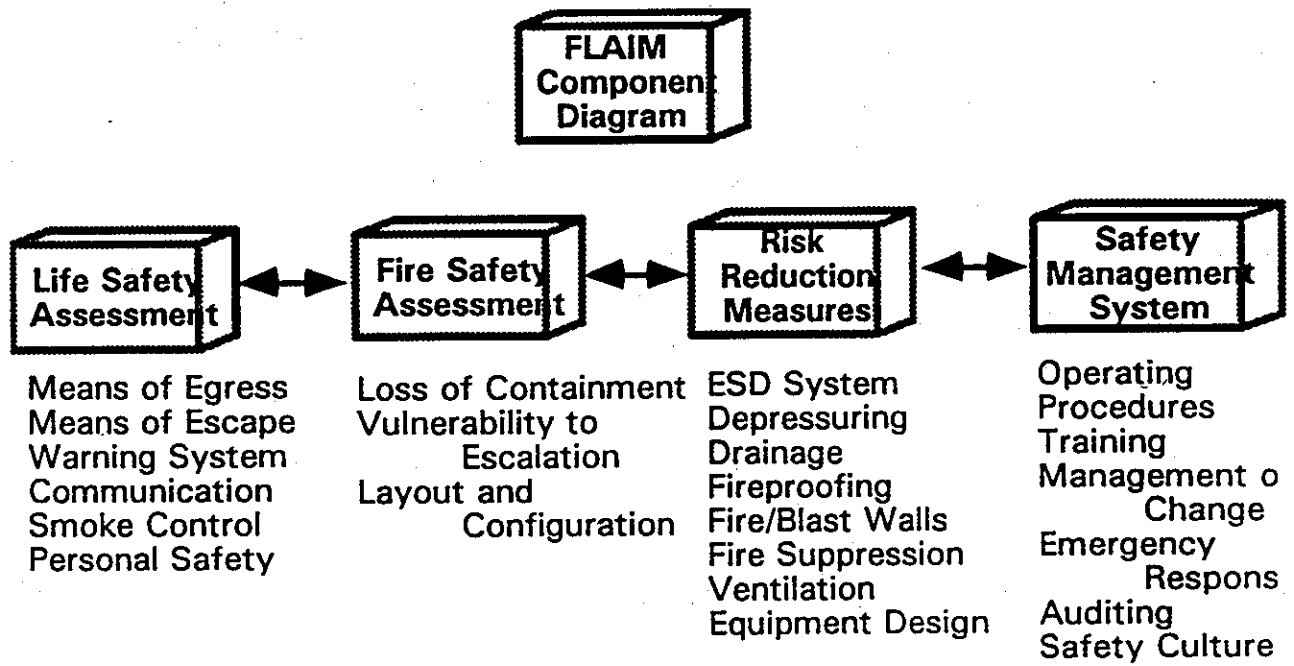 FLAIM
Component
Diagram
Life Safety
Assessment
Means of Egress
Means of Escape
Warning System
Communication
Smoke Control
Personal Safety
Fire Safety
Assessment
Loss of Containment
Vulnerability to
Escalation
Layout and
Configuration
Risk
Reduction
Measures
ESD System
Depressuring
Drainage
Fireproofing
Fire/Blast Walls
Fire Suppression
Ventilation
Equipment Design
Safety
Management
System
Operating
Procedures
Training
Management o
Change
Emergency
Respons
Auditing
Safety Culture